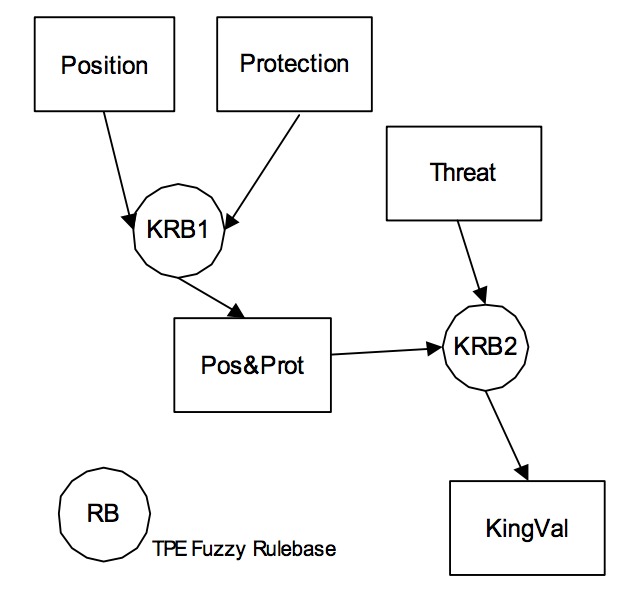 Position
Protection
Threat
KRB1
KRB2
Pos&Prot
RB
TPE Fuzzy Rulebase
KingVal